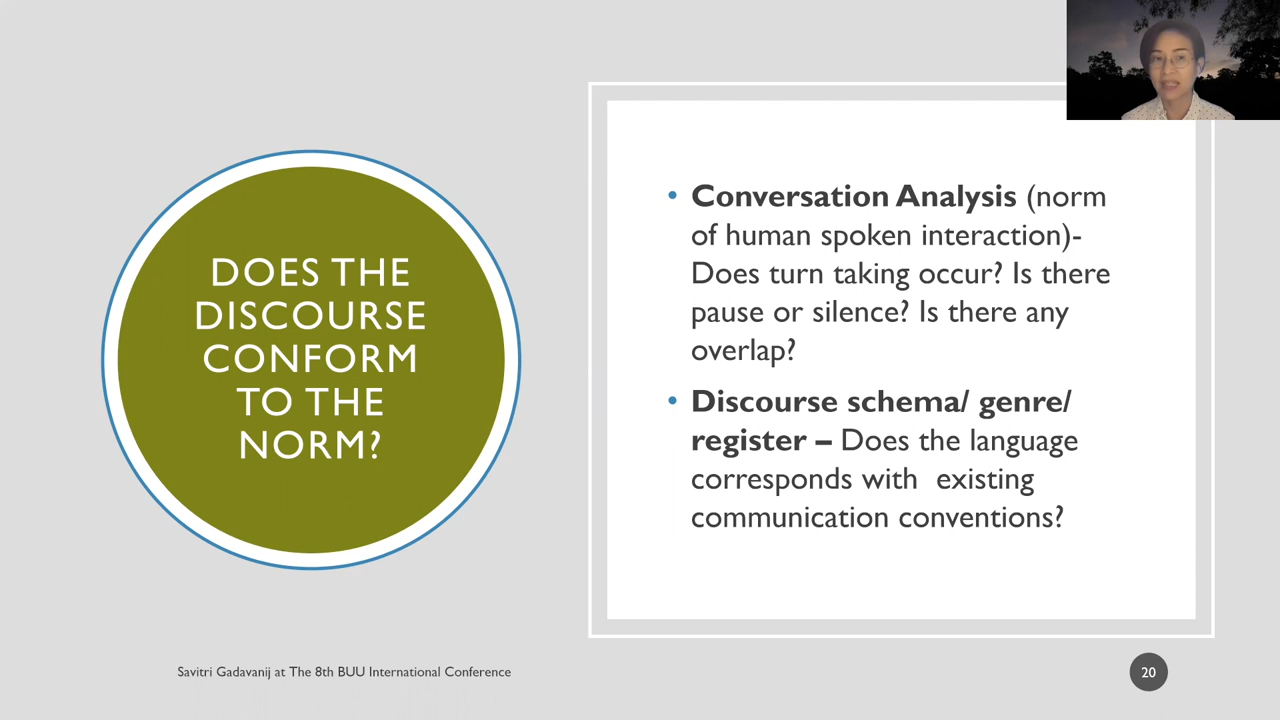 DOES THE
DISCOURSE
CONFORM
TO THE
NORM?
• Conversation Analysis (norm
of human spoken interaction)-
Does turn taking occur? Is there
pause or silence? Is there any
overlap?
• Discourse schema/ genre/
register – Does the language
corresponds with  existing
communication conventions?
Savitri Gadavanij at The 8th BUU International Conference
20